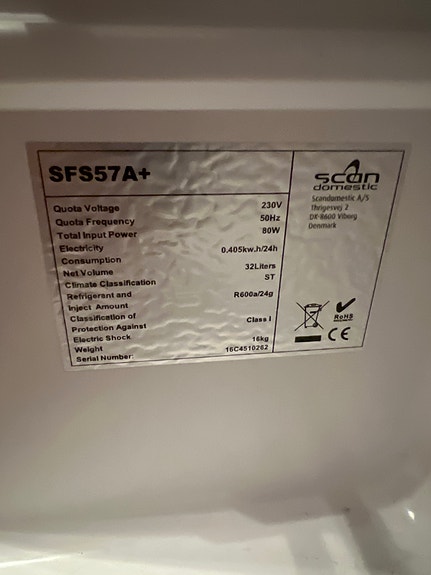 SFS57A+
Quota Voltage 230V
Quota Frequency 50Hz
Total Input Power 80W
Electricity
Consumption 0.405kw.h/24h
Net Volume 32Liters
Climate Classification ST
Refrigerant and
Inject Amount R600a/24g
Classification of
Protection Against
Electric Shock Class I
Weight 16kg
Serial Number: 16C4510262
scan
domestic
Scandomestic A/S
Thrigesvej 2
DK-8600 Viborg
Denmark
RoHS
CE